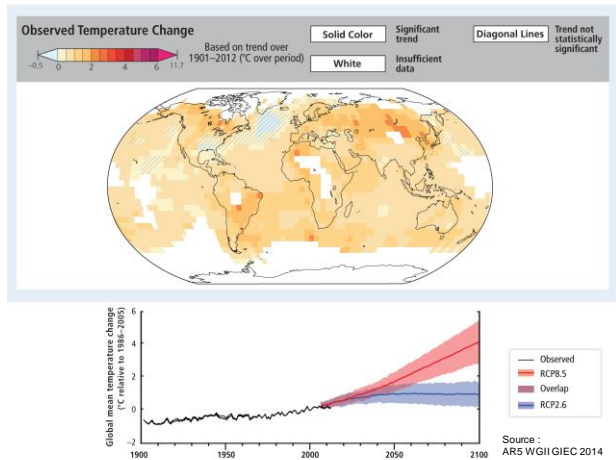 Observed Temperature Change
−0.5 0 2 4 6 11.7
Based on trend over
1901–2012 (°C over period)
Solid Color
Significant
trend
White
Insufficient
data
Diagonal Lines
Trend not
statistically
significant
Global mean temperature change
(°C relative to 1986–2005)
6
4
2
0
−2
1900 1950 2000 2050 2100
Observed
RCP8.5
Overlap
RCP2.6
Source :
AR5 WGII GIEC 2014